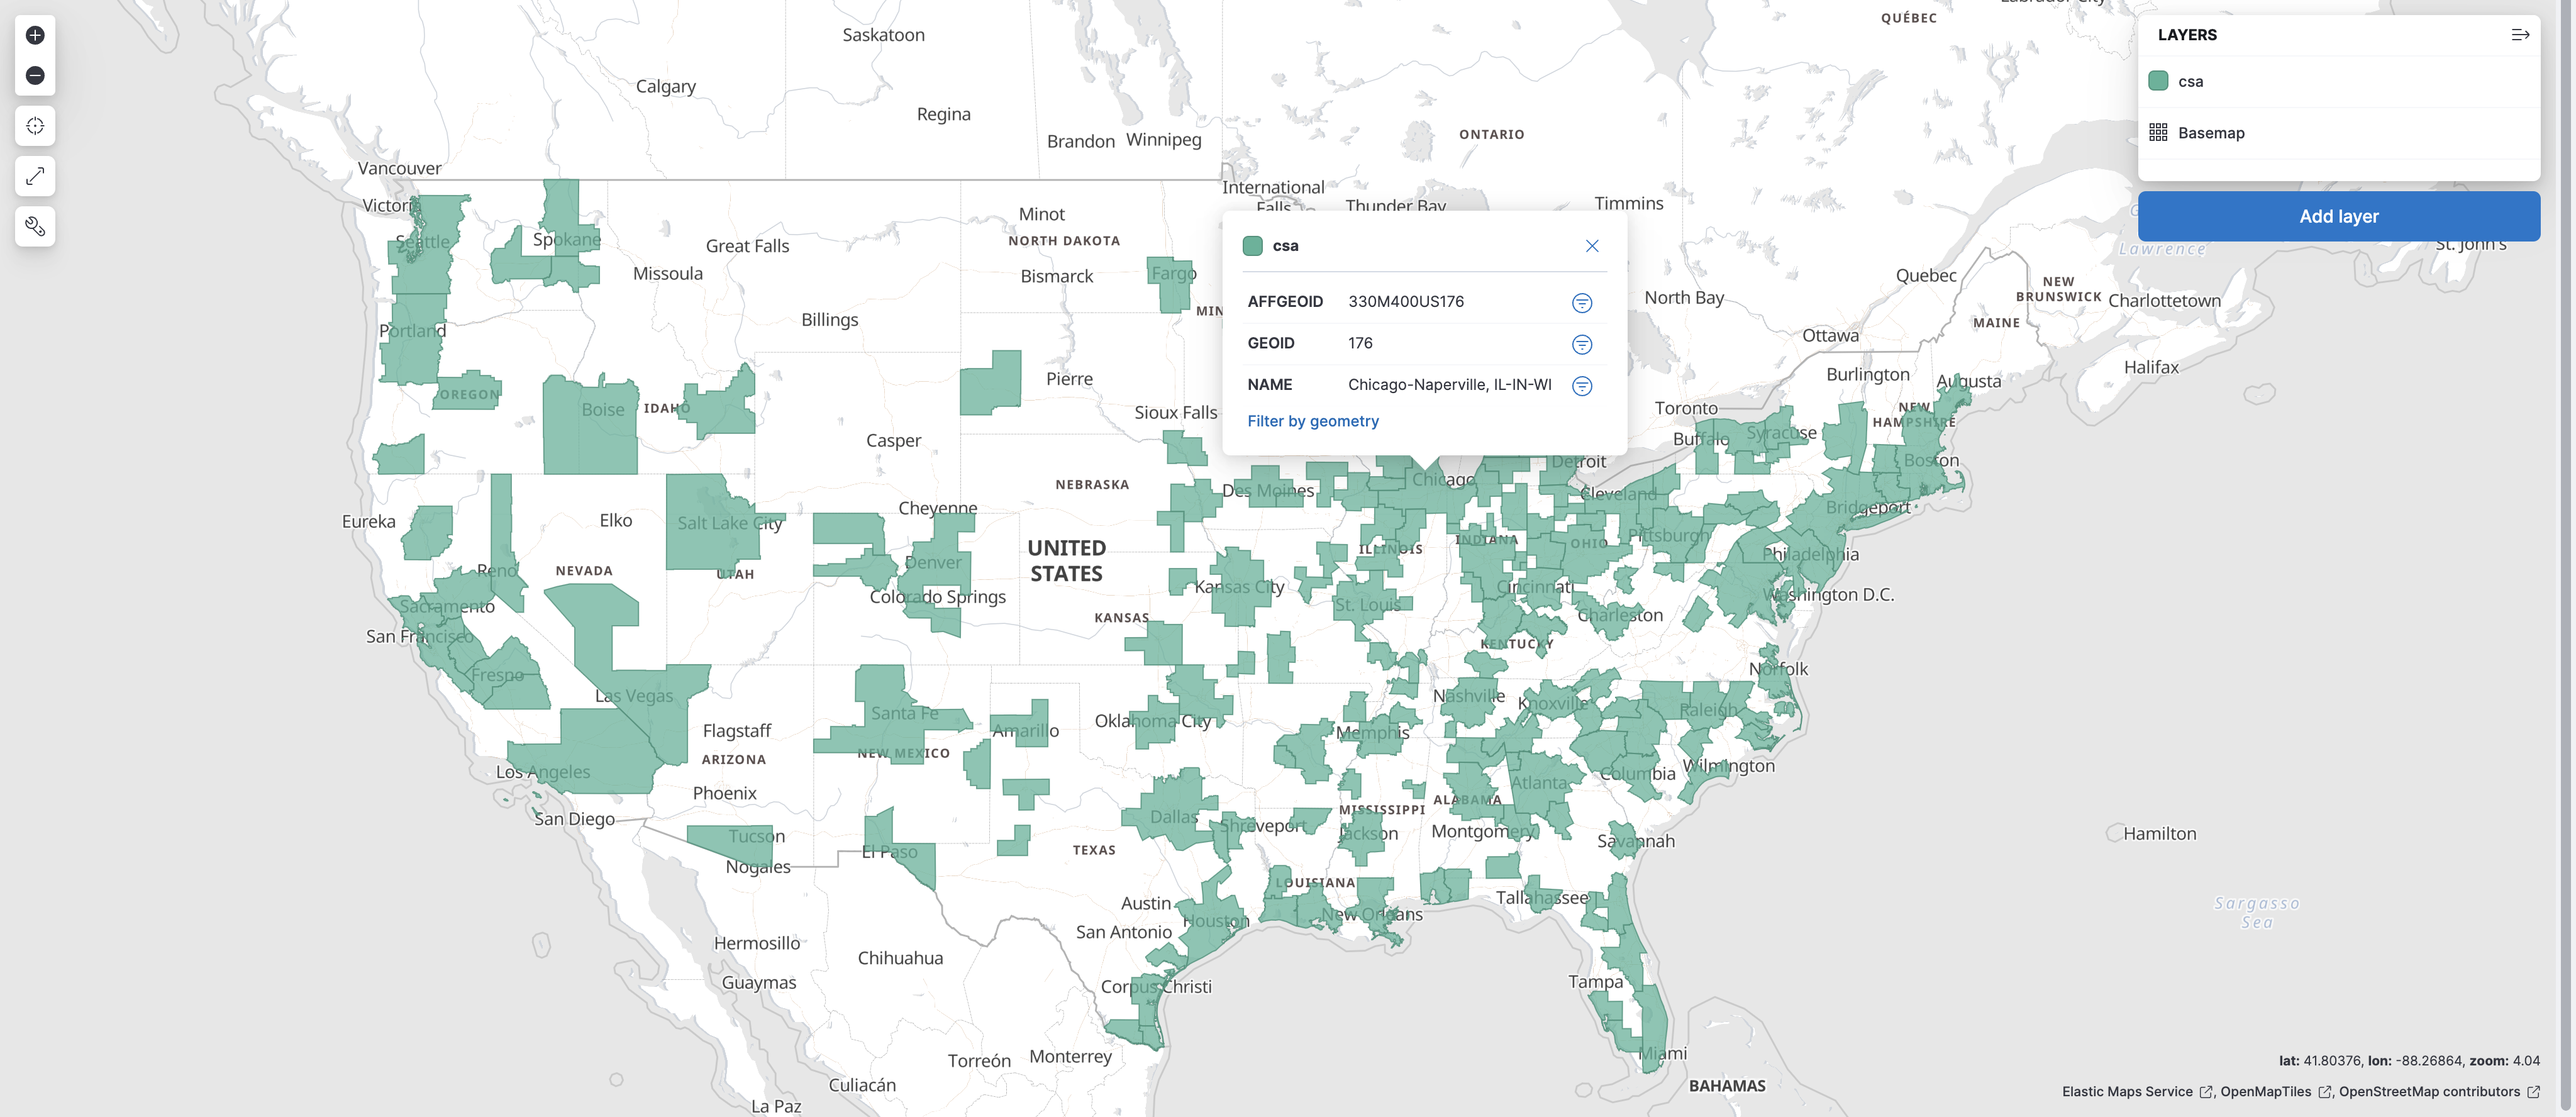 Labrador City
QUÉBEC
Saskatoon
Calgary
Regina
Brandon
Winnipeg
ONTARIO
Vancouver
Victoria
International
Falls
Thunder Bay
Timmins
Seattle
Spokane
Great Falls
Missoula
Minot
NORTH DAKOTA
Bismarck
Fargo
MIN
North Bay
Quebec
NEW
BRUNSWICK
Charlottetown
St. John's
Lawrence
MAINE
Halifax
Ottawa
Portland
Billings
Burlington
Augusta
Pierre
OREGON
Boise
IDAHO
Sioux Falls
Toronto
NEW
HAMPSHIRE
Buffalo
Syracuse
Boston
Casper
Detroit
Chicago
NEBRASKA
Des Moines
Cleveland
Bridgeport
Eureka
Elko
Salt Lake City
Cheyenne
UNITED
STATES
ILLINOIS
INDIANA
OHIO
Pittsburgh
Philadelphia
Reno
NEVADA
UTAH
Denver
Colorado Springs
Kansas City
Cincinnati
Washington D.C.
Sacramento
St. Louis
Charleston
San Francisco
KANSAS
KENTUCKY
Fresno
Las Vegas
Norfolk
Nashville
Knoxville
Raleigh
Santa Fe
Amarillo
Oklahoma City
Memphis
Flagstaff
ARIZONA
NEW MEXICO
Los Angeles
Phoenix
Atlanta
Columbia
Wilmington
San Diego
ALABAMA
MISSISSIPPI
Tucson
Nogales
El Paso
Dallas
Shreveport
Jackson
Montgomery
Savannah
Hamilton
TEXAS
LOUISIANA
Tallahassee
Austin
Houston
New Orleans
San Antonio
Sargasso
Sea
Hermosillo
Chihuahua
Guaymas
Corpus Christi
Tampa
Torreón
Monterrey
Miami
Culiacán
La Paz
BAHAMAS
csa
AFFGEOID 330M400US176
GEOID 176
NAME Chicago-Naperville, IL-IN-WI
Filter by geometry
LAYERS
csa
Basemap
Add layer
lat: 41.80376, lon: -88.26864, zoom: 4.04
Elastic Maps Service , OpenMapTiles , OpenStreetMap contributors